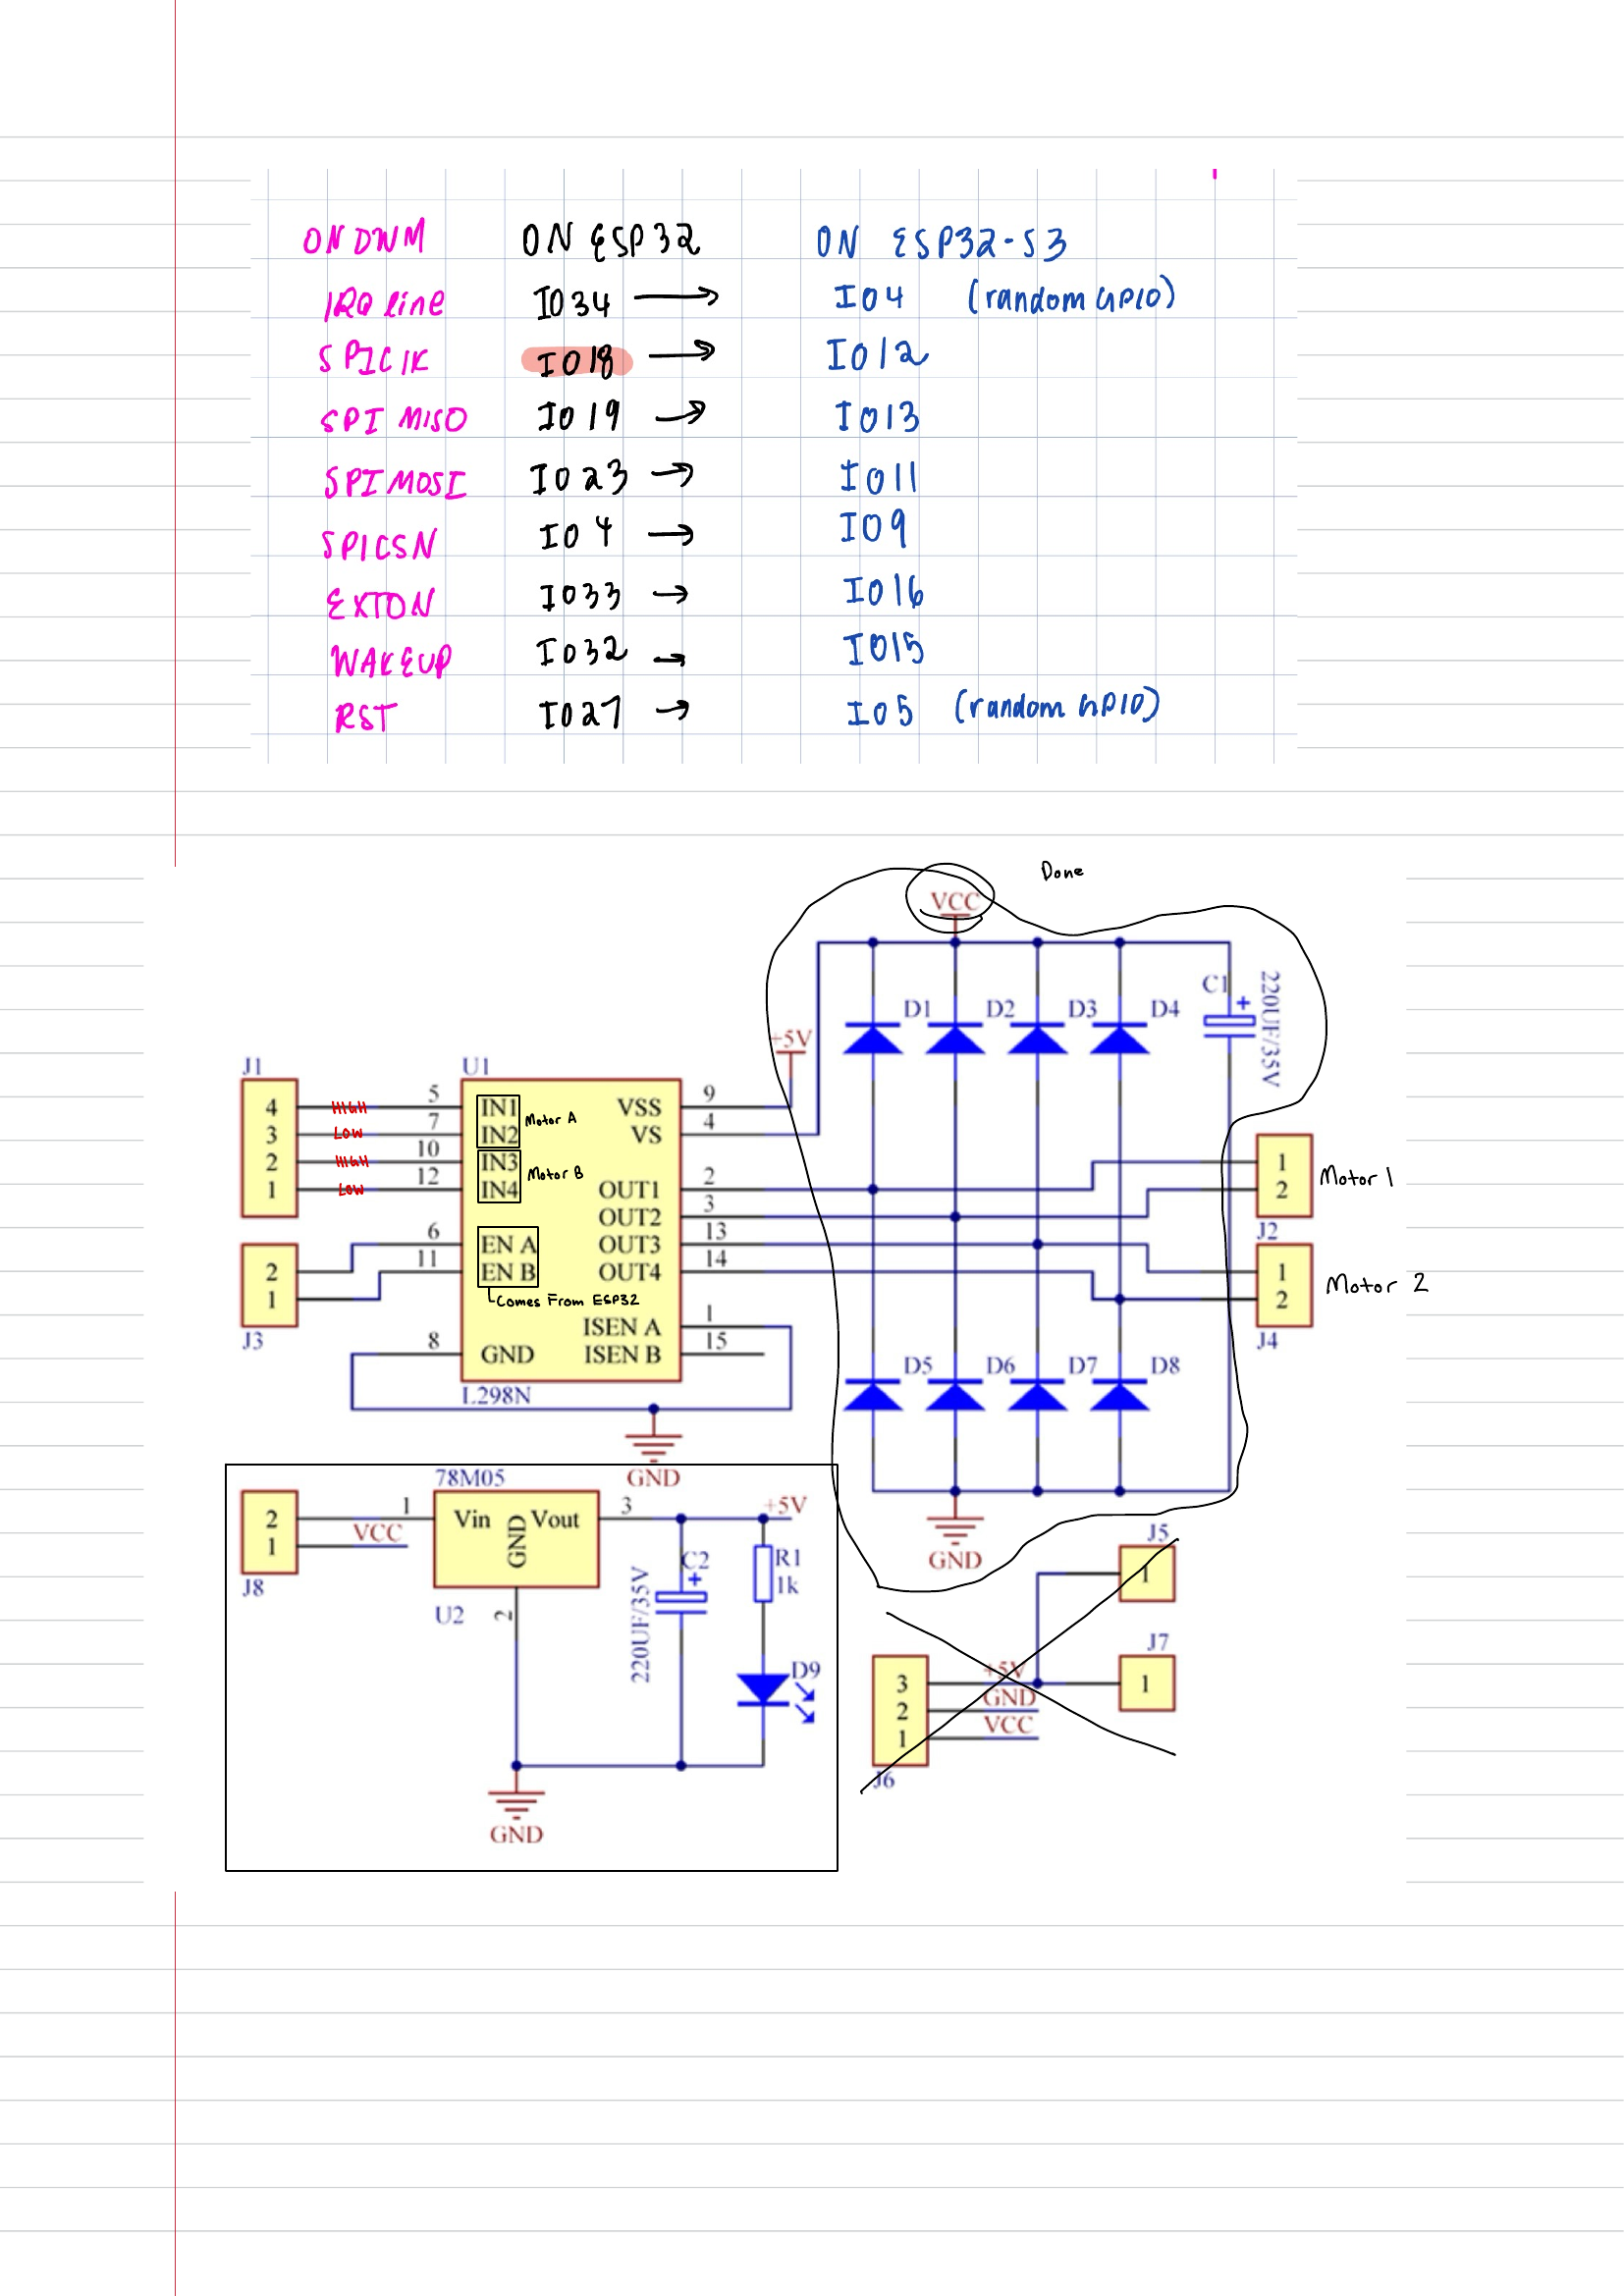 ON DWM ON ESP32 ON ESP32-S3
IRQ line IO34 → IO4 (random GPIO)
SPICLK IO18 → IO12
SPI MISO IO19 → IO13
SPI MOSI IO23 → IO11
SPICSN IO4 → IO9
EXTON IO33 → IO16
WAKEUP IO32 → IO15
RST IO27 → IO5 (random GPIO)
Done
VCC
D1 D2 D3 D4
C1 +
220UF/35V
+5V
J1 U1
4 HIGH 5 IN1 VSS 9
Motor A
3 LOW 7 IN2 VS 4
2 HIGH 10 IN3
Motor B
1 LOW 12 IN4 OUT1 2
OUT2 3
6 EN A OUT3 13
2 11 EN B OUT4 14
1 Comes From ESP32
ISEN A 1
J3 8 GND ISEN B 15
L298N
GND
1 Motor 1
2
J2
1 Motor 2
2
J4
D5 D6 D7 D8
GND
78M05
2 1 Vin GND Vout 3 +5V
1 VCC
J8 U2 2
220UF/35V C2 +
R1
1k
D9
GND
J5
1
J7
1
3 +5V
2 GND
1 VCC
J6